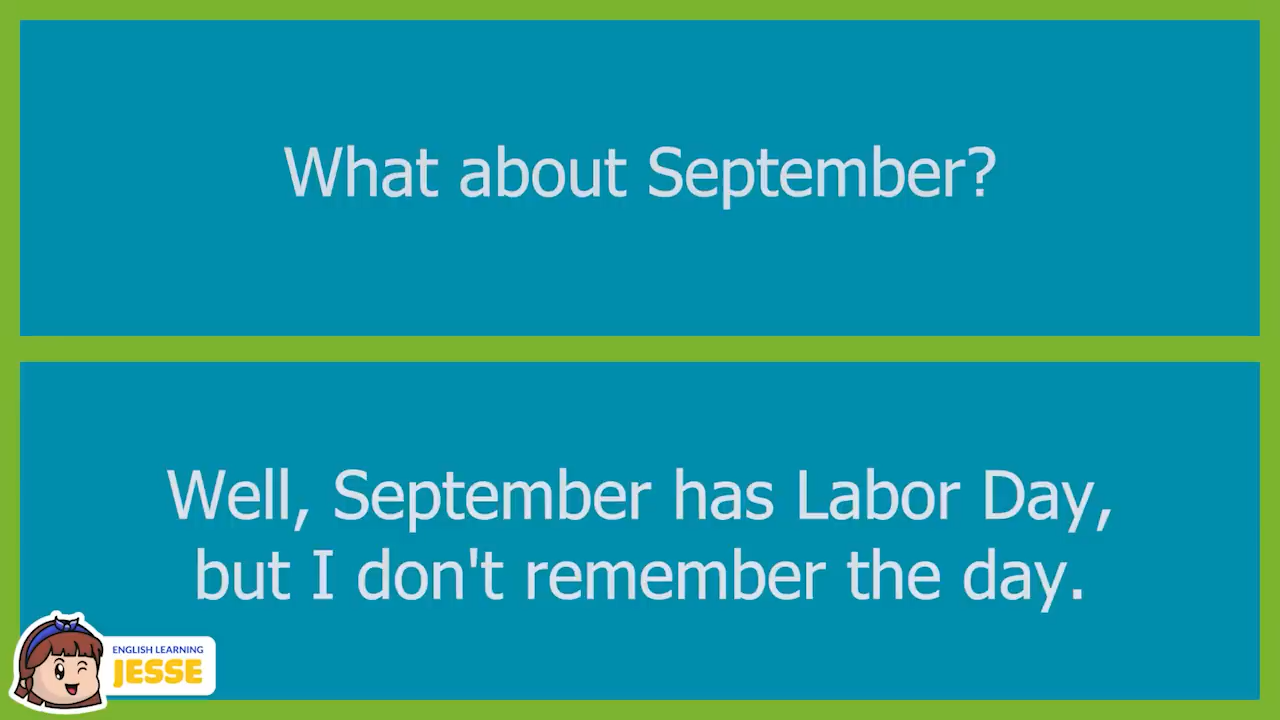 What about September?
Well, September has Labor Day,
but I don't remember the day.
ENGLISH LEARNING
JESSE